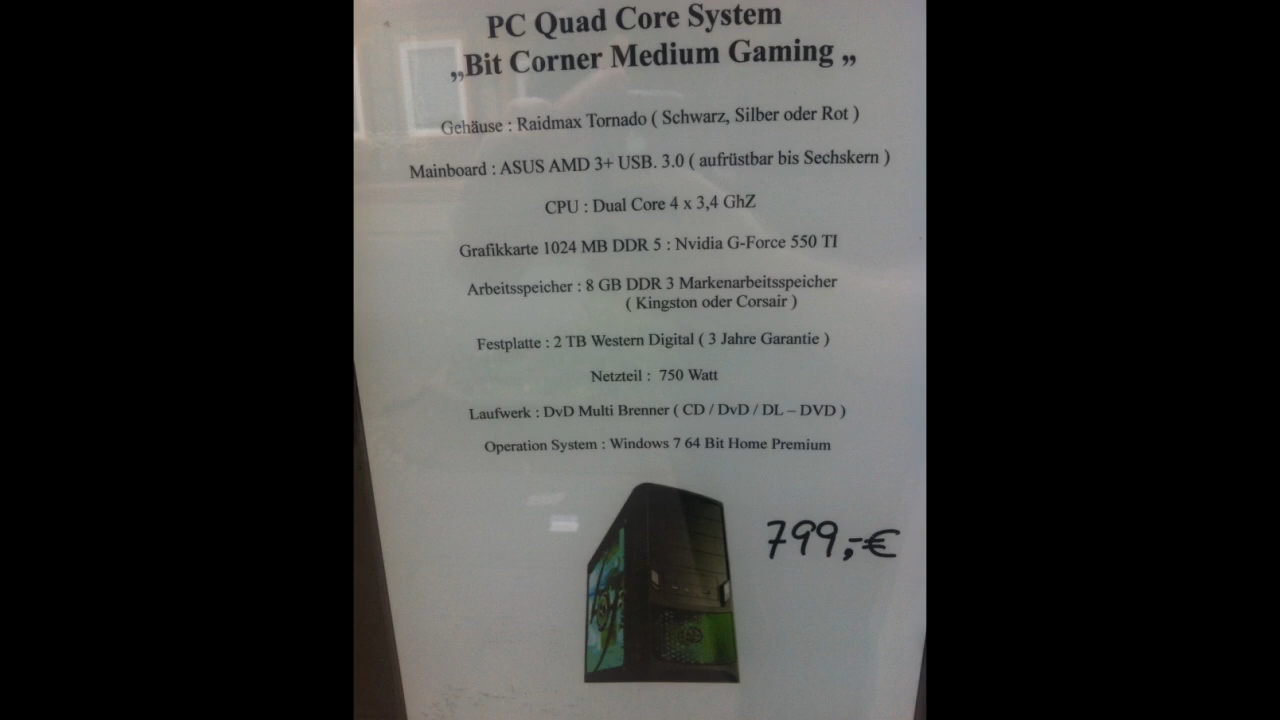 PC Quad Core System
„Bit Corner Medium Gaming „
Gehäuse : Raidmax Tornado ( Schwarz, Silber oder Rot )
Mainboard : ASUS AMD 3+ USB. 3.0 ( aufrüstbar bis Sechskern )
CPU : Dual Core 4 x 3,4 GhZ
Grafikkarte 1024 MB DDR 5 : Nvidia G-Force 550 TI
Arbeitsspeicher : 8 GB DDR 3 Markenarbeitsspeicher
( Kingston oder Corsair )
Festplatte : 2 TB Western Digital ( 3 Jahre Garantie )
Netzteil : 750 Watt
Laufwerk : DvD Multi Brenner ( CD / DvD / DL – DVD )
Operation System : Windows 7 64 Bit Home Premium
799,-€